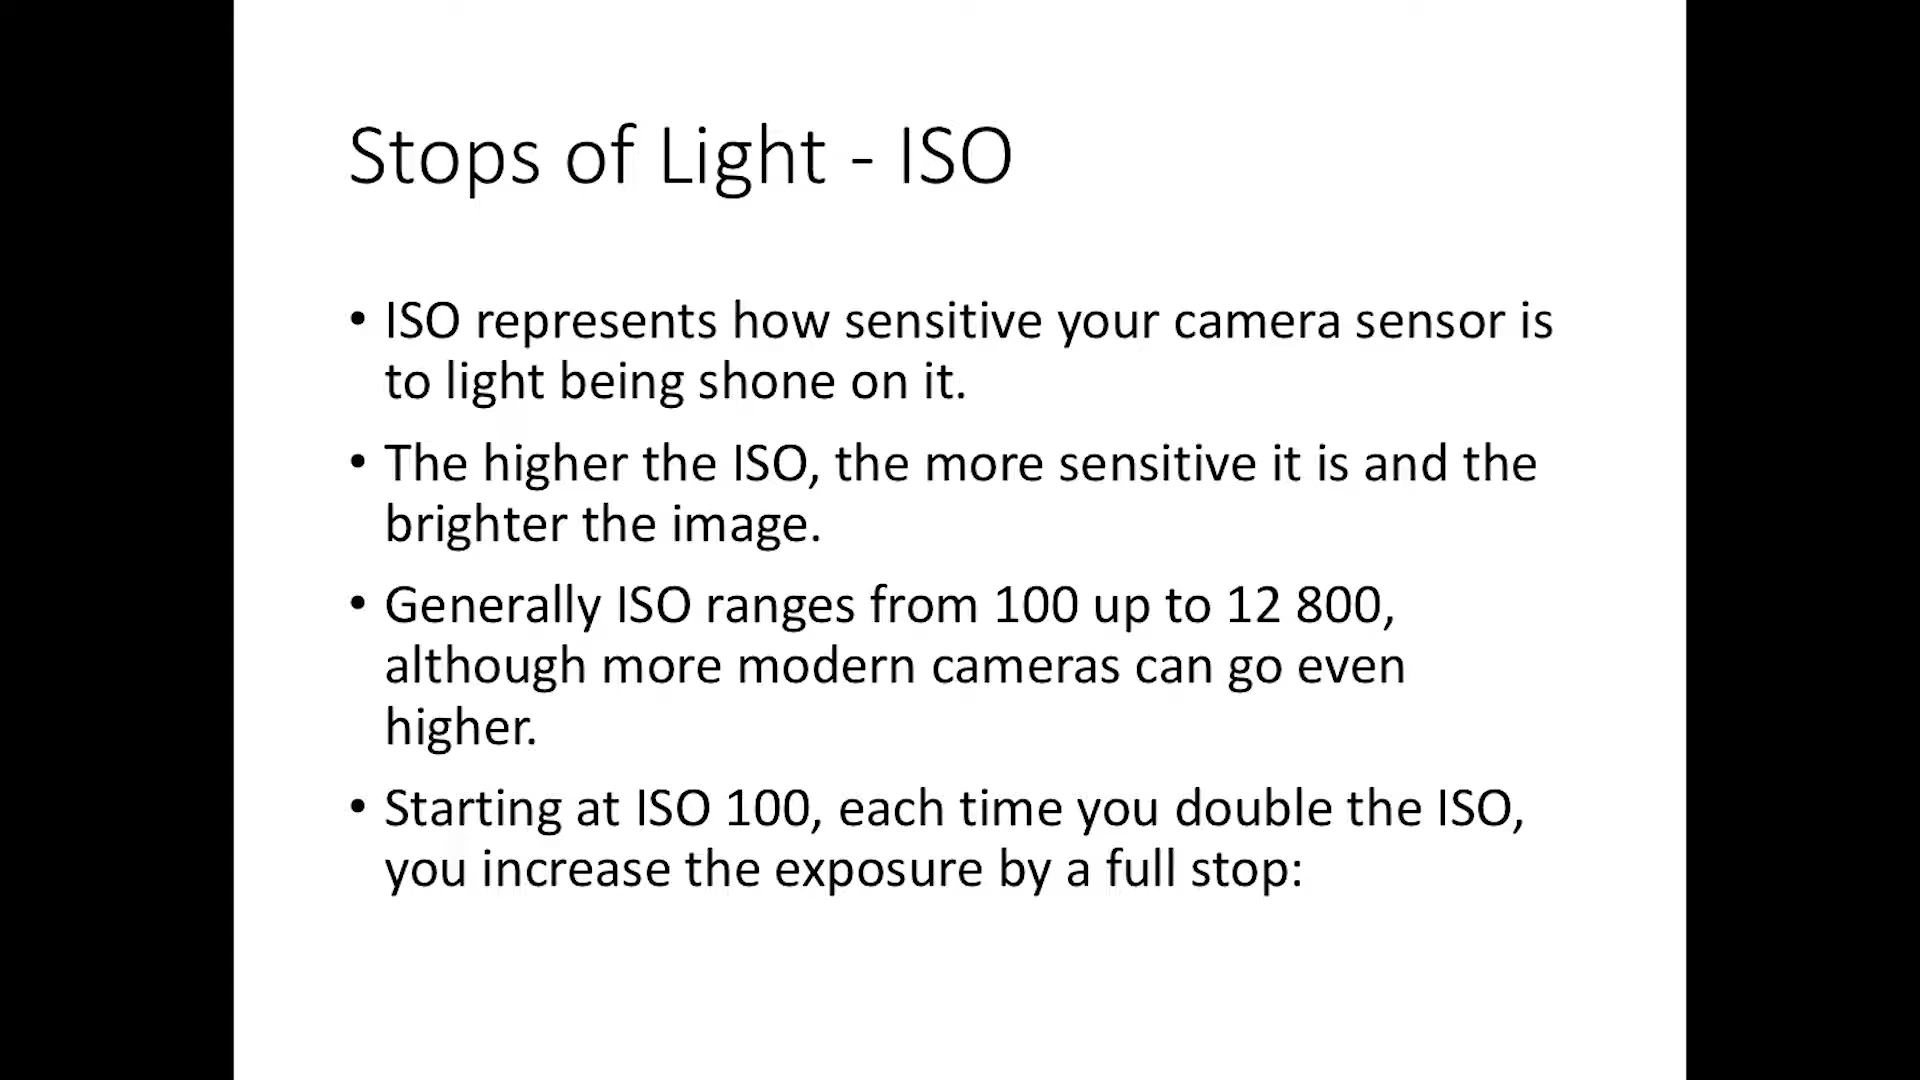 Stops of Light - ISO
• ISO represents how sensitive your camera sensor is
to light being shone on it.
• The higher the ISO, the more sensitive it is and the
brighter the image.
• Generally ISO ranges from 100 up to 12 800,
although more modern cameras can go even
higher.
• Starting at ISO 100, each time you double the ISO,
you increase the exposure by a full stop: